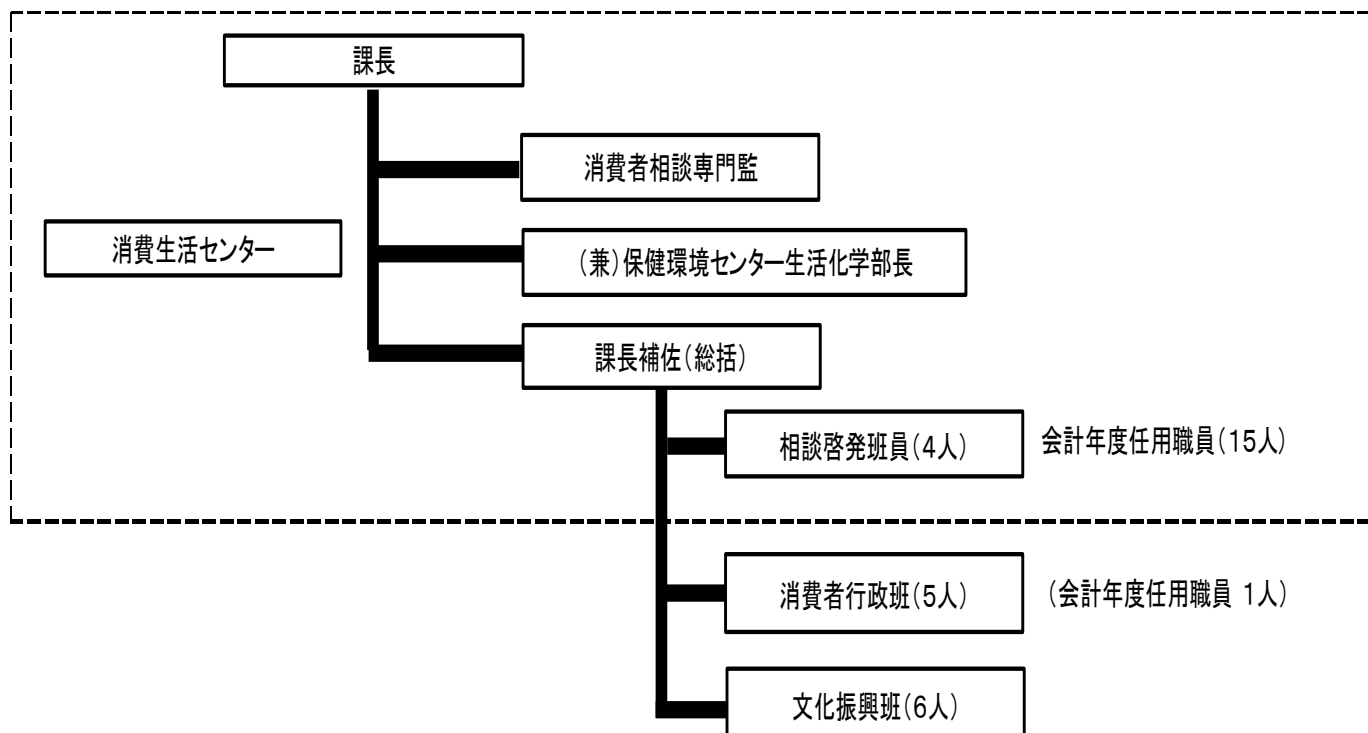 課長
消費者相談専門監
消費生活センター
(兼)保健環境センター生活化学部長
課長補佐(総括)
相談啓発班員(4人)
会計年度任用職員(15人)
消費者行政班(5人)
(会計年度任用職員 1人)
文化振興班(6人)